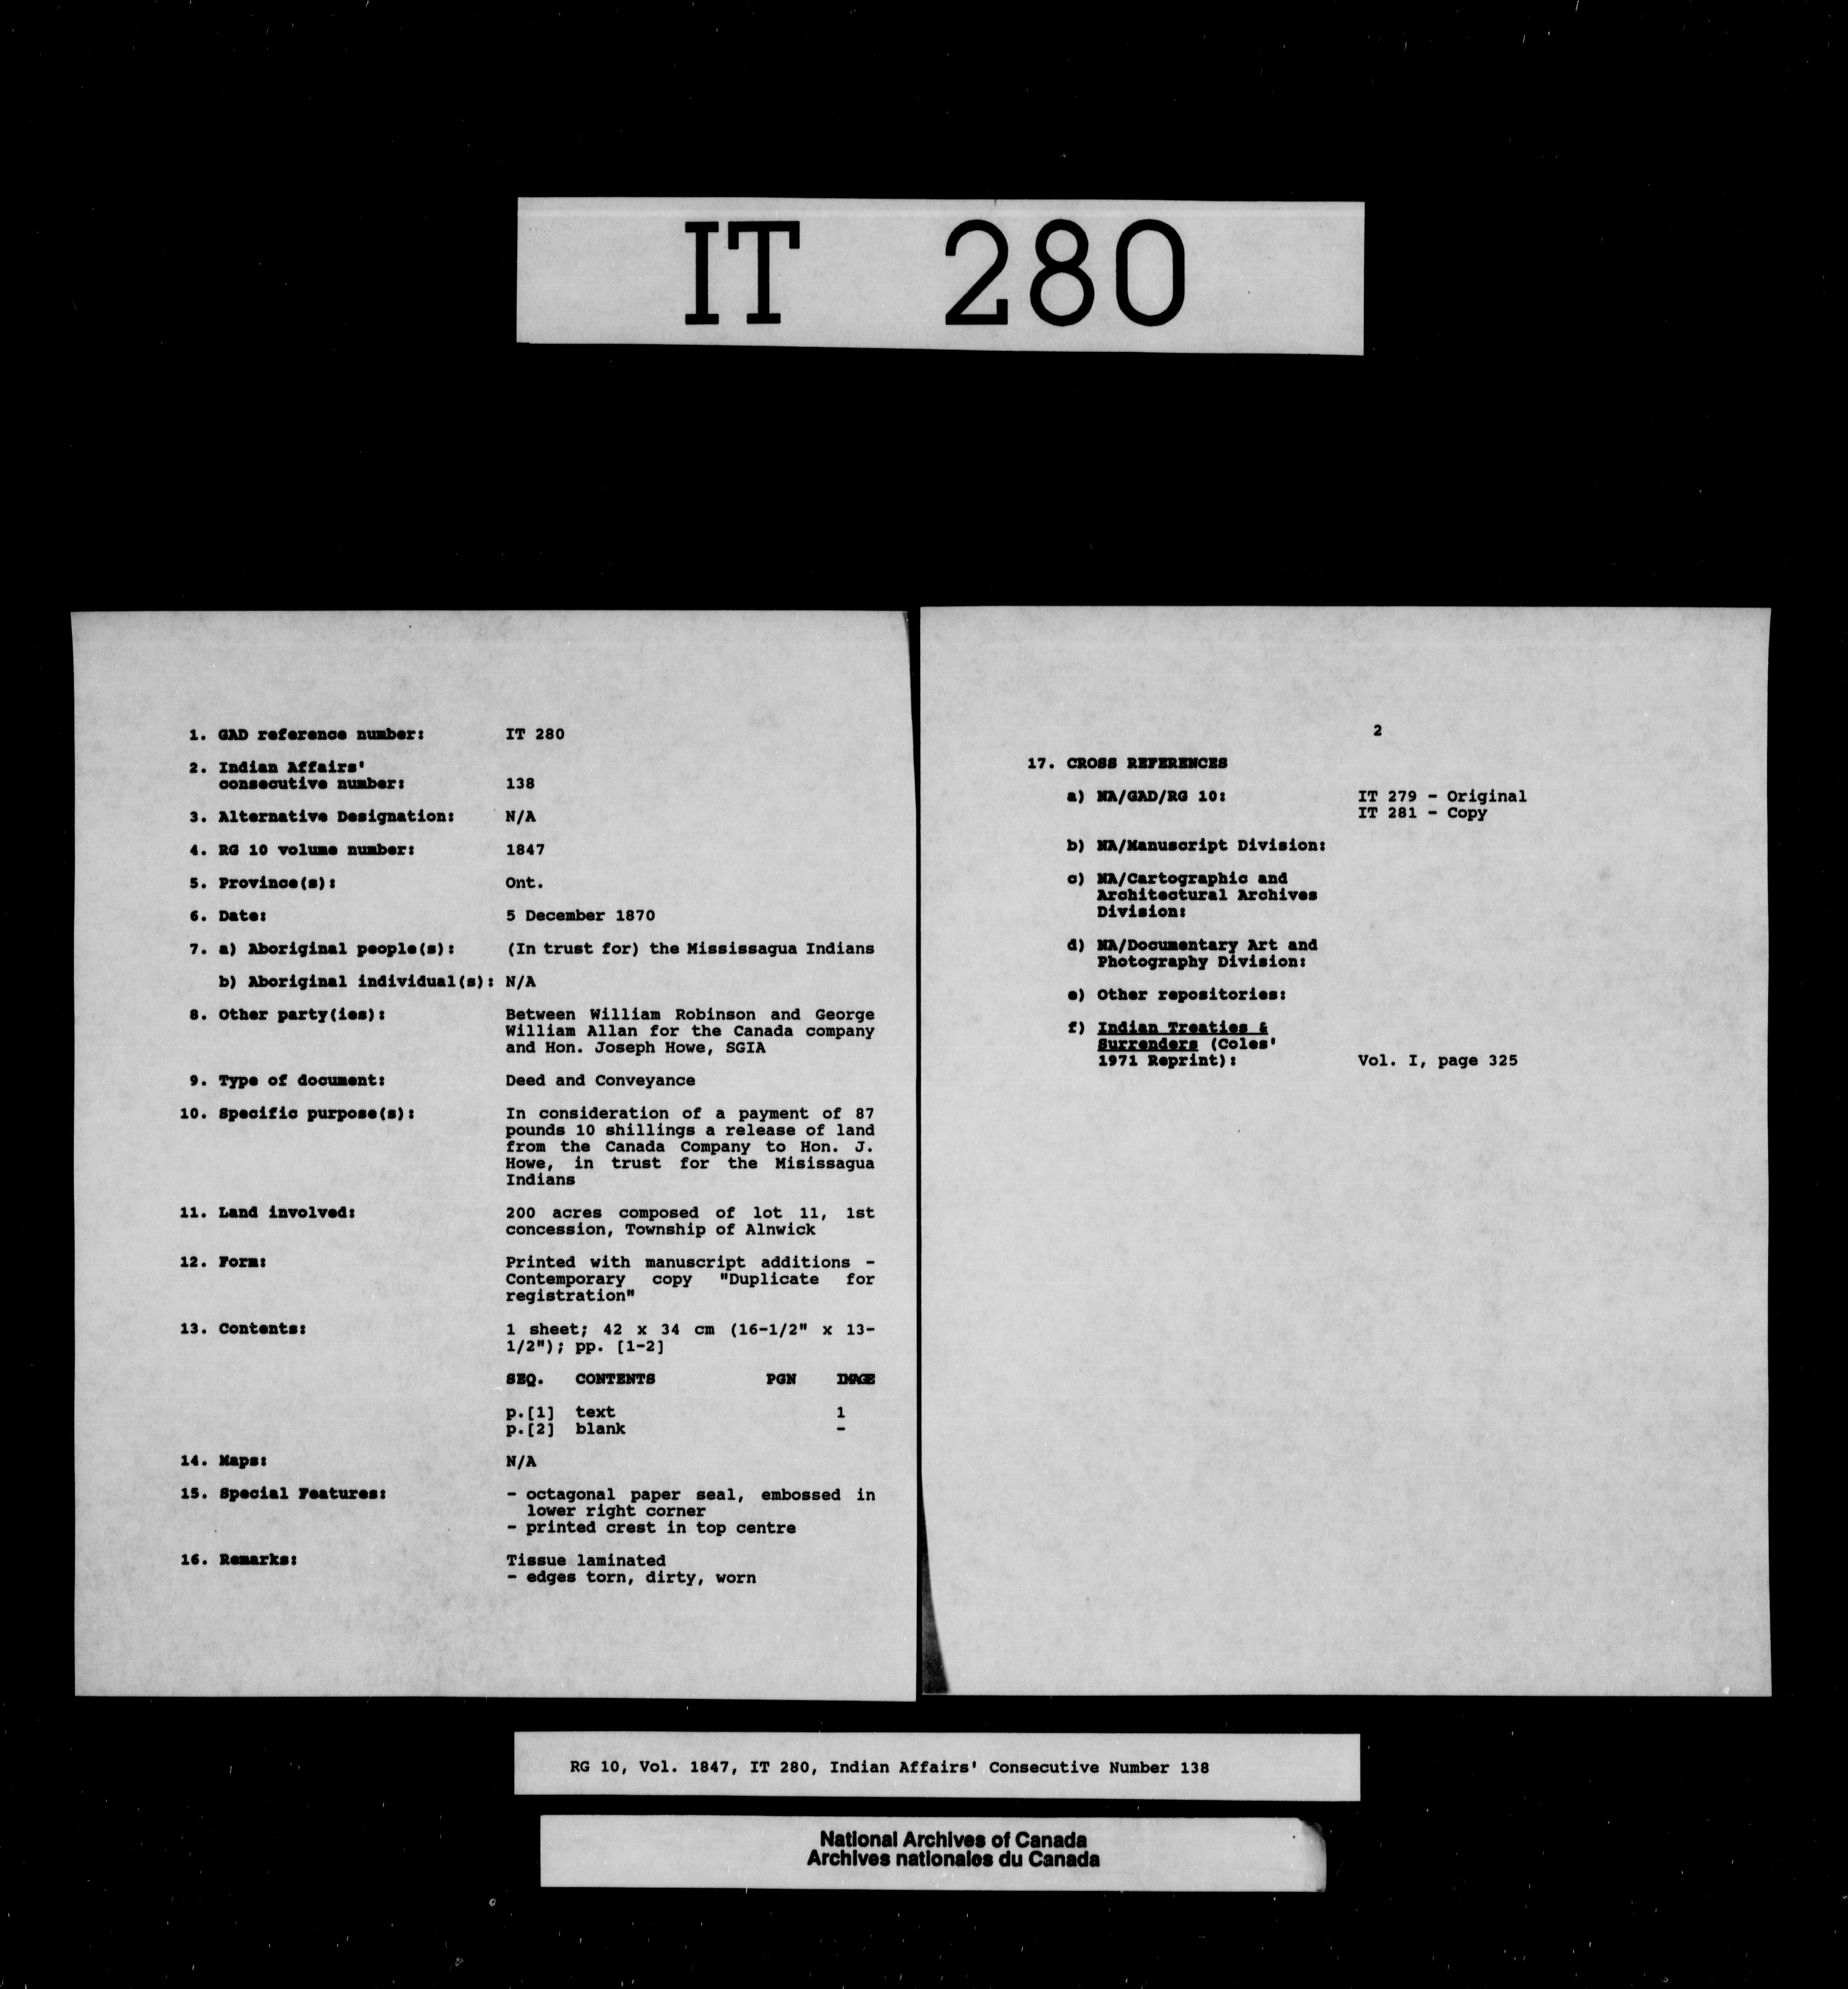 IT 280
1. GAD reference number: IT 280
2. Indian Affairs'
consecutive number: 138
3. Alternative Designation: N/A
4. RG 10 volume number: 1847
5. Province(s): Ont.
6. Date: 5 December 1870
7. a) Aboriginal people(s): (In trust for) the Mississagua Indians
b) Aboriginal individual(s): N/A
8. Other party(ies): Between William Robinson and George
William Allan for the Canada company
and Hon. Joseph Howe, SGIA
9. Type of document: Deed and Conveyance
10. Specific purpose(s): In consideration of a payment of 87
pounds 10 shillings a release of land
from the Canada Company to Hon. J.
Howe, in trust for the Misissagua
Indians
11. Land involved: 200 acres composed of lot 11, 1st
concession, Township of Alnwick
12. Form: Printed with manuscript additions -
Contemporary copy "Duplicate for
registration"
13. Contents: 1 sheet; 42 x 34 cm (16-1/2" x 13-
1/2"); pp. [1-2]
SEQ. CONTENTS PGN IMAGE
p.[1] text 1
p.[2] blank -
14. Maps: N/A
15. Special Features: - octagonal paper seal, embossed in
lower right corner
- printed crest in top centre
16. Remarks: Tissue laminated
- edges torn, dirty, worn
2
17. CROSS REFERENCES
a) NA/GAD/RG 10: IT 279 - Original
IT 281 - Copy
b) NA/Manuscript Division:
c) NA/Cartographic and
Architectural Archives
Division:
d) NA/Documentary Art and
Photography Division:
e) Other repositories:
f) Indian Treaties &
Surrenders (Coles'
1971 Reprint): Vol. I, page 325
RG 10, Vol. 1847, IT 280, Indian Affairs' Consecutive Number 138
National Archives of Canada
Archives nationales du Canada